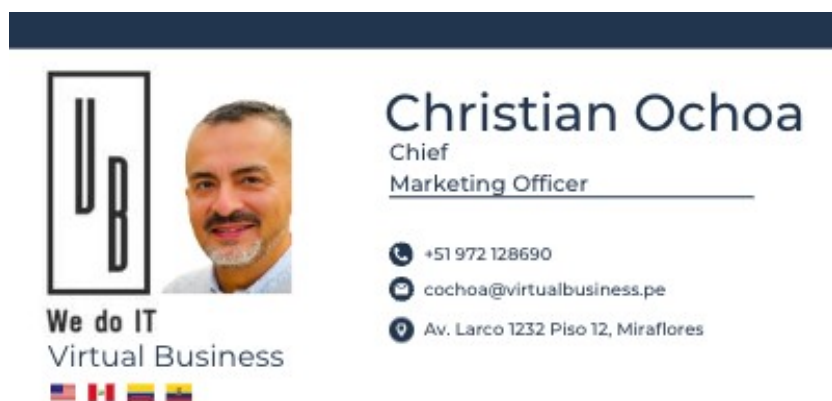 VB
We do IT
Virtual Business
Christian Ochoa
Chief
Marketing Officer
+51 972 128690
cochoa@virtualbusiness.pe
Av. Larco 1232 Piso 12, Miraflores